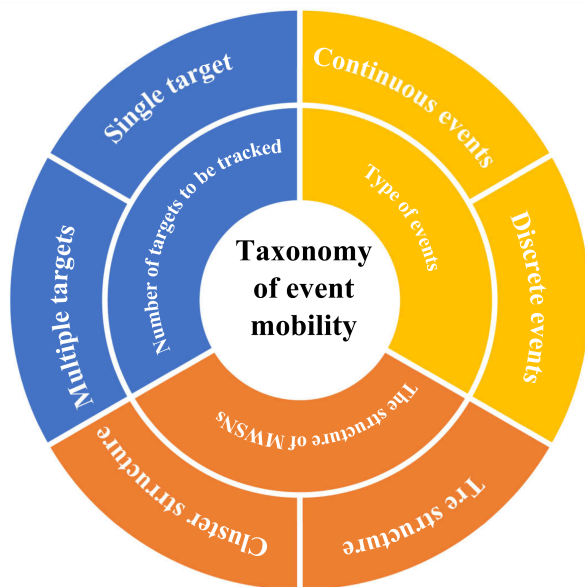 Taxonomy
of event
mobility
Number of targets to be tracked
Type of events
The structure of MWSNs
Single target
Continuous events
Discrete events
Tre structure
Cluster strructure
Multiple targets